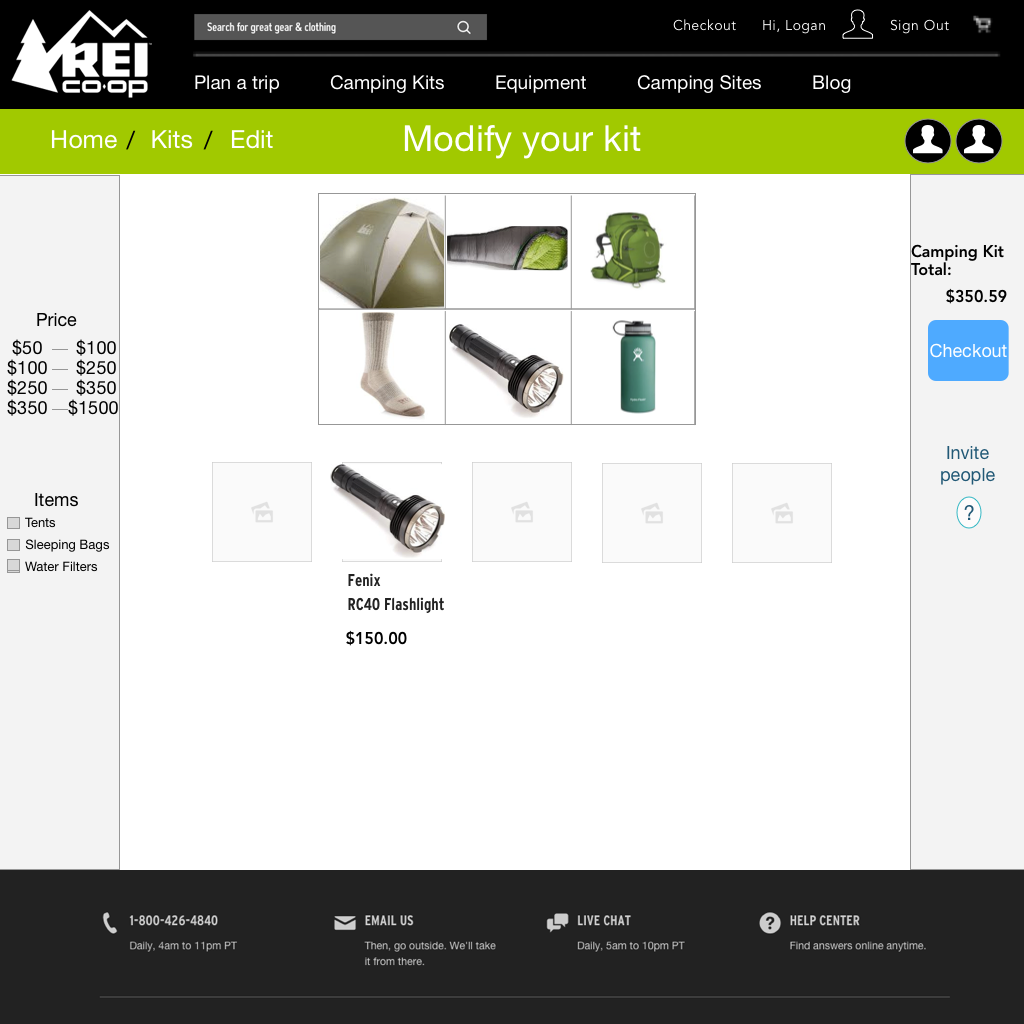 REI
co·op
Search for great gear & clothing
Checkout
Hi, Logan
Sign Out
Plan a trip
Camping Kits
Equipment
Camping Sites
Blog
Home / Kits / Edit
Modify your kit
Price
$50 — $100
$100 — $250
$250 — $350
$350 —$1500
Items
Tents
Sleeping Bags
Water Filters
Camping Kit
Total:
$350.59
Checkout
Invite
people
?
Fenix
RC40 Flashlight
$150.00
1-800-426-4840
Daily, 4am to 11pm PT
EMAIL US
Then, go outside. We'll take
it from there.
LIVE CHAT
Daily, 5am to 10pm PT
?
HELP CENTER
Find answers online anytime.